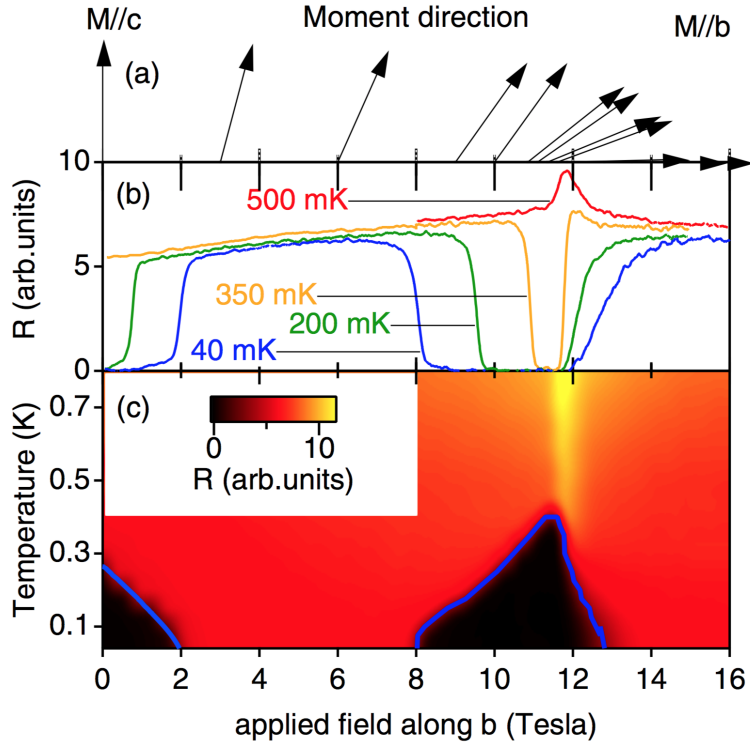 Moment direction
M//c
M//b
(a)
10
(b)
500 mK
5
350 mK
200 mK
40 mK
0
R (arb.units)
(c)
0.7
0
10
R (arb.units)
0.5
0.3
0.1
Temperature (K)
0 2 4 6 8 10 12 14 16
applied field along b (Tesla)